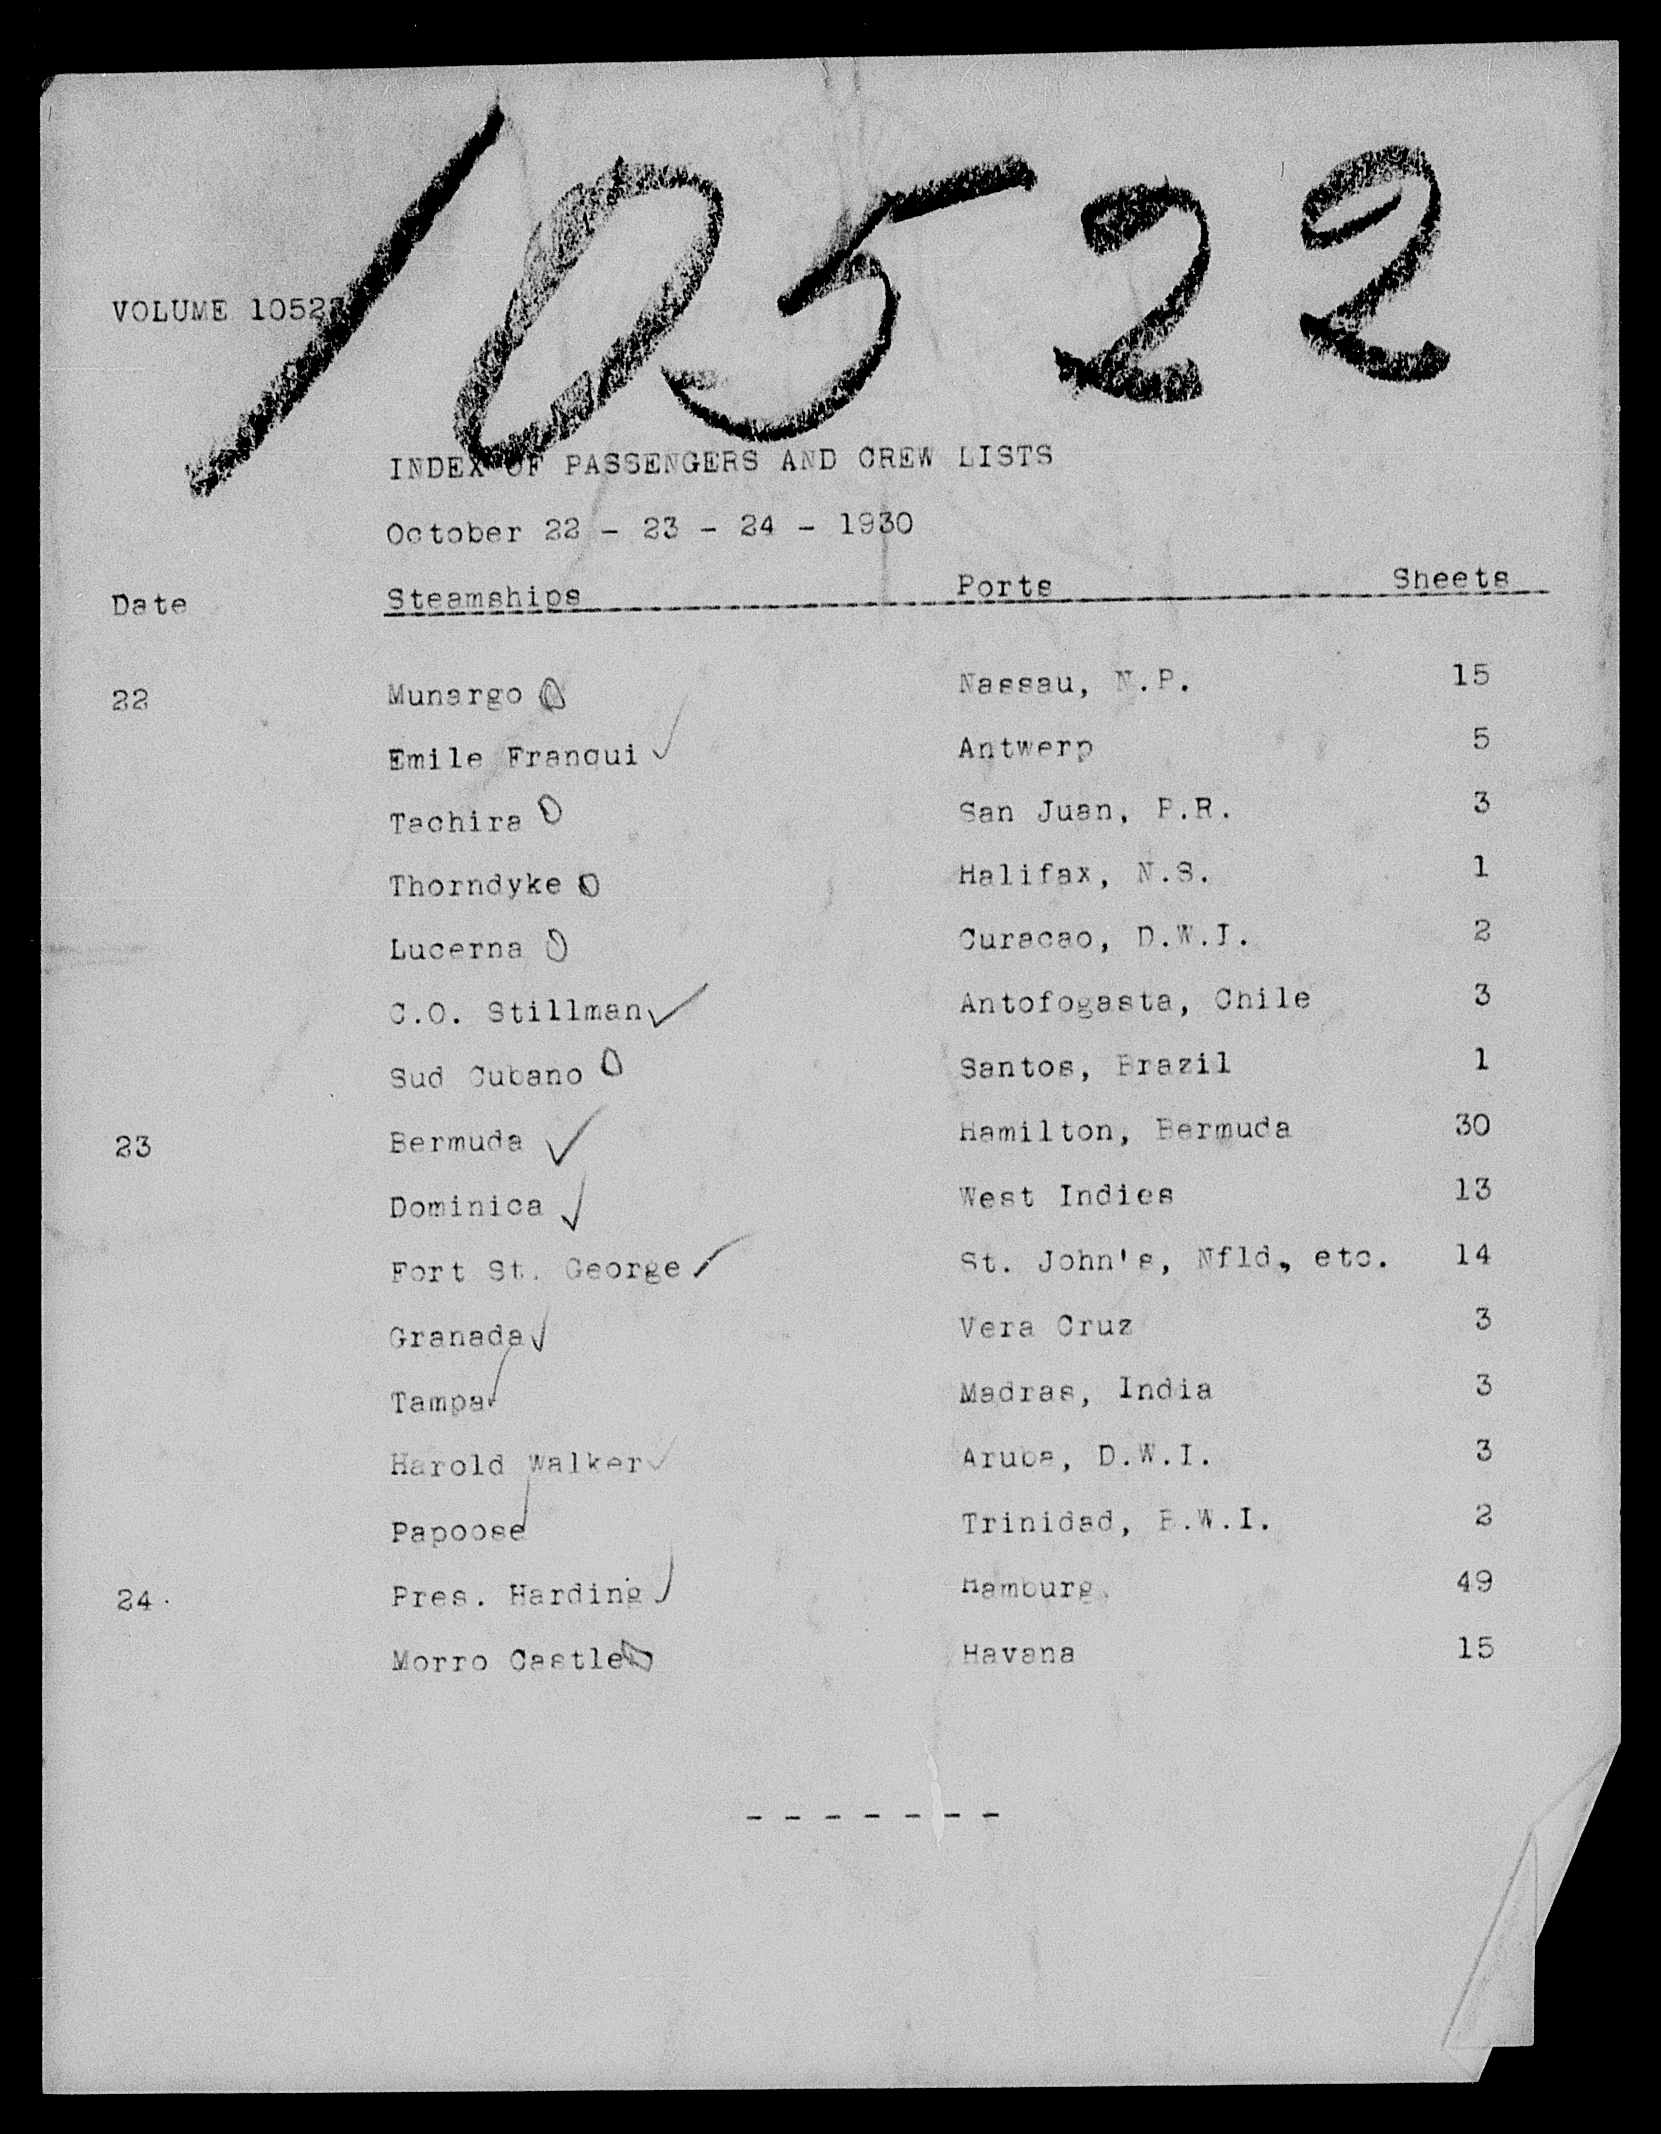 10522
VOLUME 10522
INDEX OF PASSENGERS AND CREW LISTS
October 22 - 23 - 24 - 1930
Date Steamships Ports Sheets
22 Munargo Nassau, N.P. 15
Emile Franqui Antwerp 5
Tachira San Juan, P.R. 3
Thorndyke Halifax, N.S. 1
Lucerna Curacao, D.W.I. 2
C.O. Stillman Antofogasta, Chile 3
Sud Cubano Santos, Brazil 1
23 Bermuda Hamilton, Bermuda 30
Dominica West Indies 13
Fort St. George St. John's, Nfld., etc. 14
Granada Vera Cruz 3
Tampa Madras, India 3
Harold Walker Aruba, D.W.I. 3
Papoose Trinidad, B.W.I. 2
24 Pres. Harding Hamburg 49
Morro Castle Havana 15
- - - - - - -